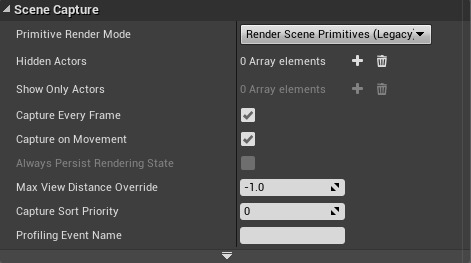 Scene Capture
Primitive Render Mode Render Scene Primitives (Legacy)
Hidden Actors 0 Array elements
Show Only Actors 0 Array elements
Capture Every Frame
Capture on Movement
Always Persist Rendering State
Max View Distance Override -1.0
Capture Sort Priority 0
Profiling Event Name